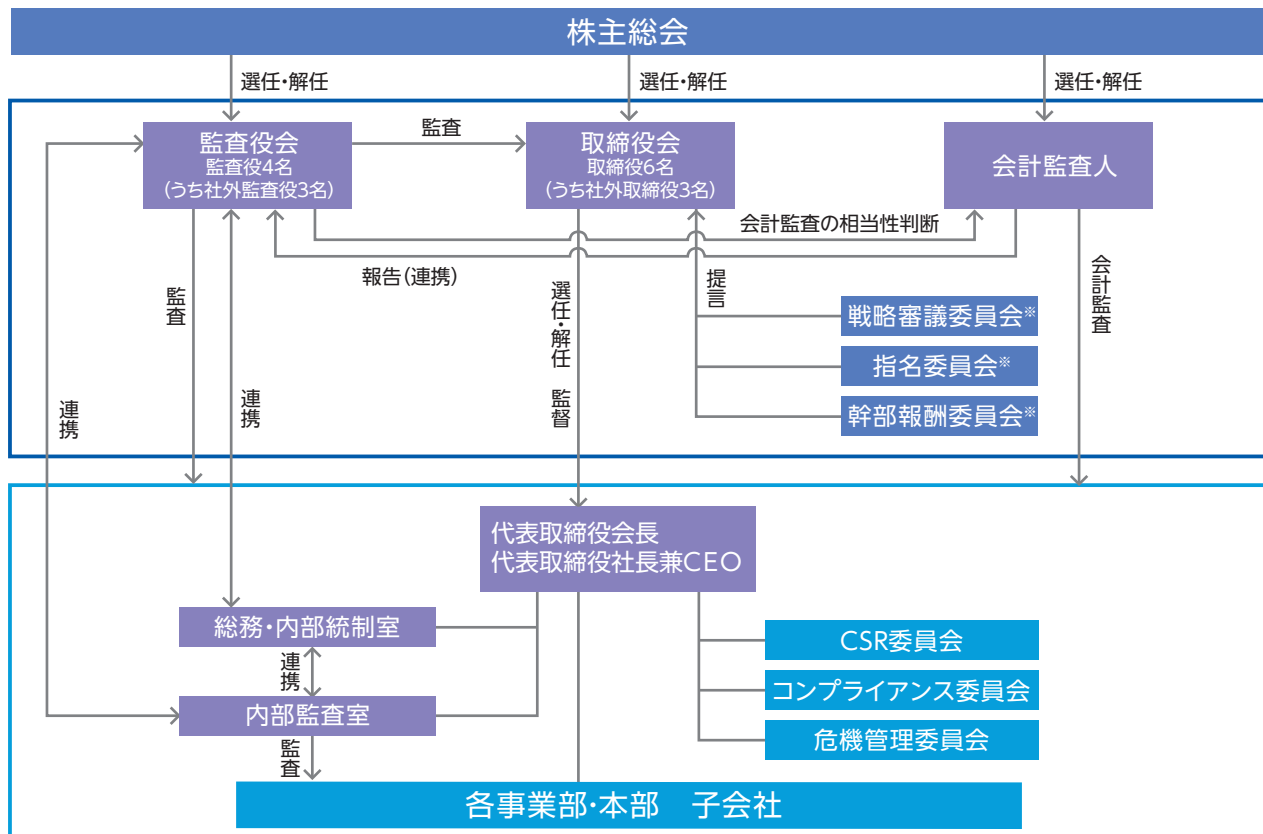 株主総会
選任・解任
選任・解任
選任・解任
監査役会
監査役4名
(うち社外監査役3名)
監査
取締役会
取締役6名
(うち社外取締役3名)
会計監査人
会計監査の相当性判断
報告(連携)
監査
連携
連携
選任・解任 監督
提言
会計監査
戦略審議委員会※
指名委員会※
幹部報酬委員会※
代表取締役会長
代表取締役社長兼CEO
総務・内部統制室
連携
内部監査室
監査
CSR委員会
コンプライアンス委員会
危機管理委員会
各事業部・本部 子会社